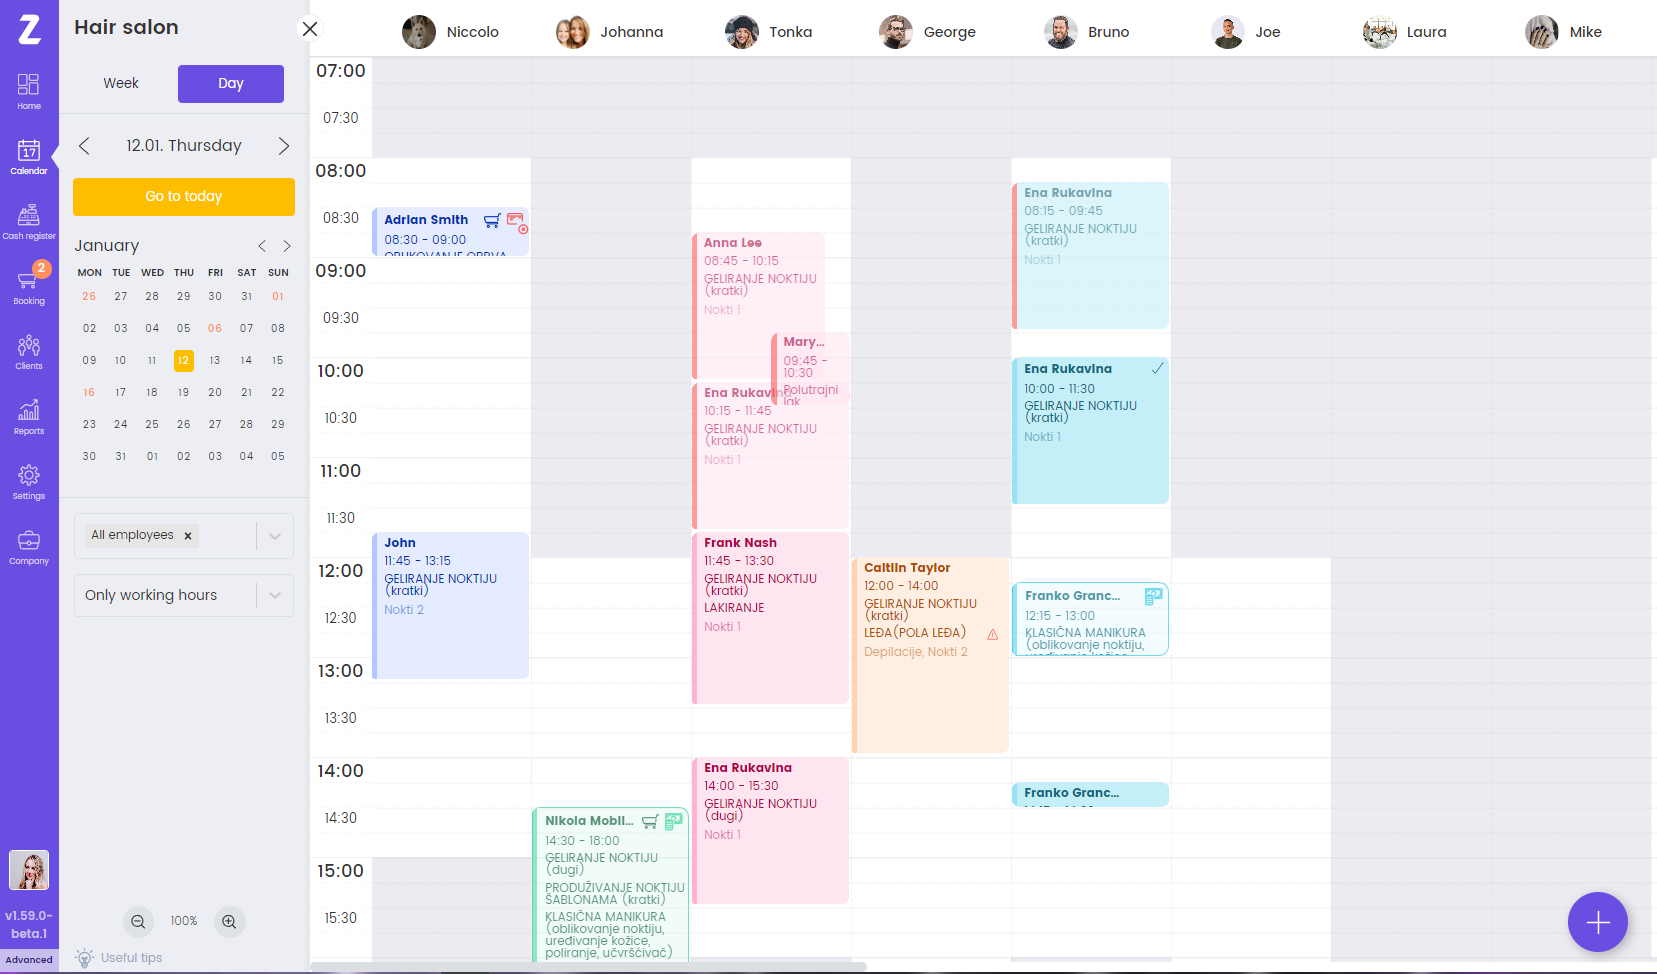 Z
Home
17
Calendar
Cash register
2
Booking
Clients
Reports
Settings
Company
v1.59.0-
beta.1
Advanced
Hair salon
Week
Day
12.01. Thursday
Go to today
January
MON TUE WED THU FRI SAT SUN
26 27 28 29 30 31 01
02 03 04 05 06 07 08
09 10 11 12 13 14 15
16 17 18 19 20 21 22
23 24 25 26 27 28 29
30 31 01 02 03 04 05
All employees
Only working hours
100%
Useful tips
Niccolo
Johanna
Tonka
George
Bruno
Joe
Laura
Mike
07:00
07:30
08:00
08:30
09:00
09:30
10:00
10:30
11:00
11:30
12:00
12:30
13:00
13:30
14:00
14:30
15:00
15:30
Adrian Smith
08:30 - 09:00
John
11:45 - 13:15
GELIRANJE NOKTIJU
(kratki)
Nokti 2
Nikola Mobil...
14:30 - 18:00
GELIRANJE NOKTIJU
(dugi)
PRODUŽIVANJE NOKTIJU
ŠABLONAMA (kratki)
KLASIČNA MANIKURA
(oblikovanje noktiju,
uređivanje kožice,
poliranje, učvršćivač)
Anna Lee
08:45 - 10:15
GELIRANJE NOKTIJU
(kratki)
Nokti 1
Mary...
09:45 -
10:30
Polutrajni
lak
Ena Rukavina
10:15 - 11:45
GELIRANJE NOKTIJU
(kratki)
Nokti 1
Frank Nash
11:45 - 13:30
GELIRANJE NOKTIJU
(kratki)
LAKIRANJE
Nokti 1
Ena Rukavina
14:00 - 15:30
GELIRANJE NOKTIJU
(dugi)
Nokti 1
Caitlin Taylor
12:00 - 14:00
GELIRANJE NOKTIJU
(kratki)
LEĐA(POLA LEĐA)
Depilacije, Nokti 2
Ena Rukavina
08:15 - 09:45
GELIRANJE NOKTIJU
(kratki)
Nokti 1
Ena Rukavina
10:00 - 11:30
GELIRANJE NOKTIJU
(kratki)
Nokti 1
Franko Granc...
12:15 - 13:00
KLASIČNA MANIKURA
(oblikovanje noktiju,
Franko Granc...